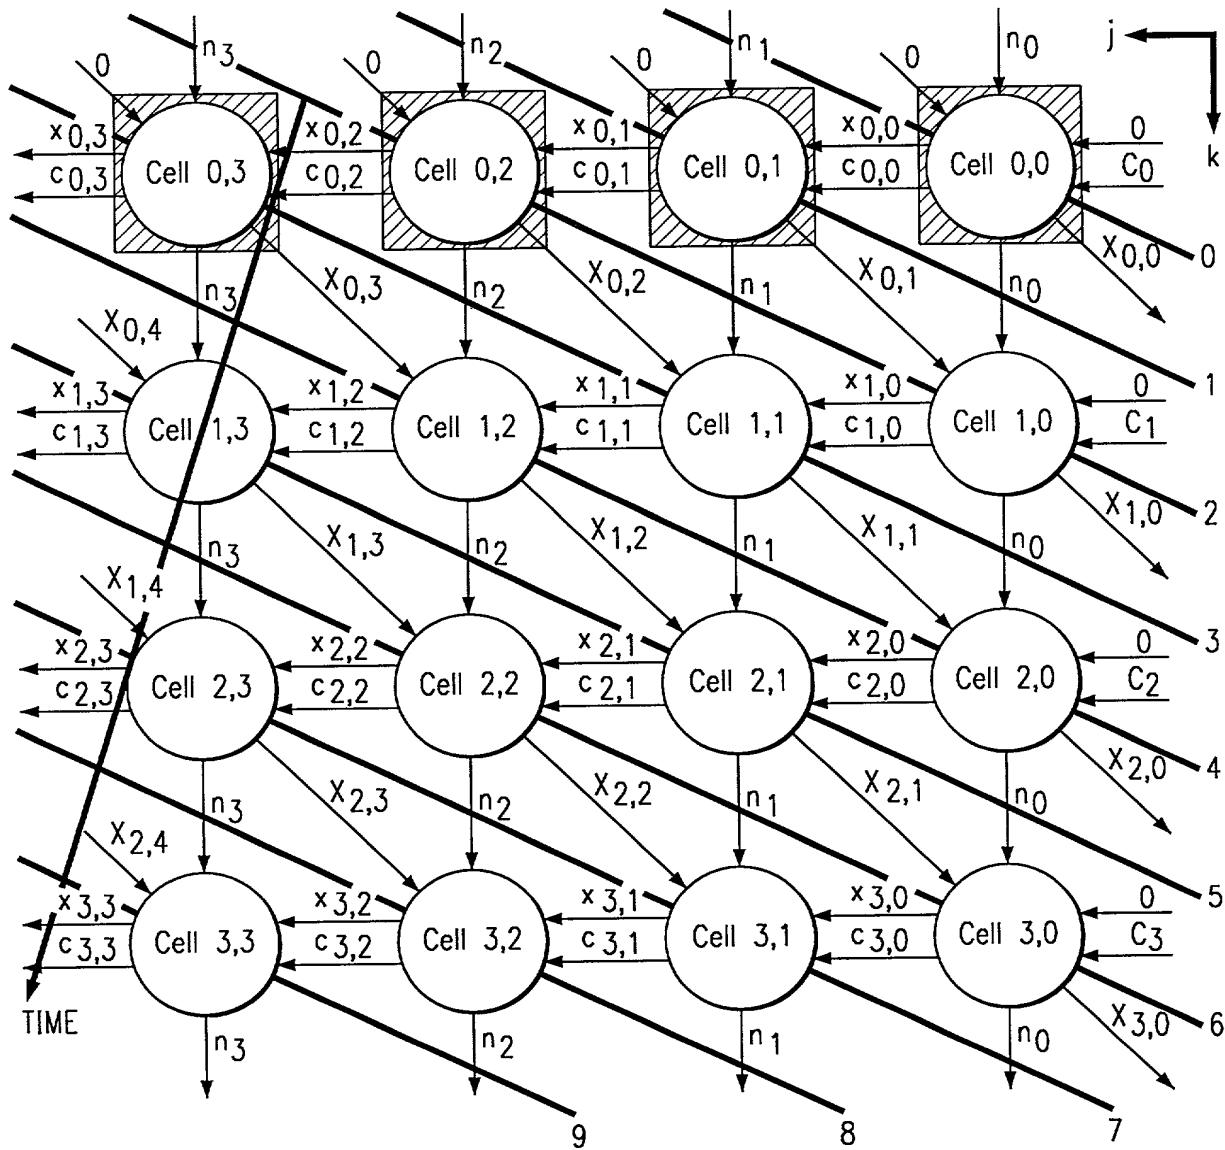 n3 n2 n1 n0 j
0 0 0 0
k
x0,3 x0,2 x0,1 x0,0 0
Cell 0,3 Cell 0,2 Cell 0,1 Cell 0,0
c0,3 c0,2 c0,1 c0,0 C0
X0,3 X0,2 X0,1 X0,0 0
n3 n2 n1 n0
X0,4
x1,3 x1,2 x1,1 x1,0 0 1
Cell 1,3 Cell 1,2 Cell 1,1 Cell 1,0
c1,3 c1,2 c1,1 c1,0 C1
X1,3 X1,2 X1,1 X1,0 2
n3 n2 n1 n0
X1,4
x2,3 x2,2 x2,1 x2,0 0 3
Cell 2,3 Cell 2,2 Cell 2,1 Cell 2,0
c2,3 c2,2 c2,1 c2,0 C2
X2,3 X2,2 X2,1 X2,0 4
n3 n2 n1 n0
X2,4
x3,3 x3,2 x3,1 x3,0 0 5
Cell 3,3 Cell 3,2 Cell 3,1 Cell 3,0
c3,3 c3,2 c3,1 c3,0 C3
TIME X3,0 6
n3 n2 n1 n0
9 8 7